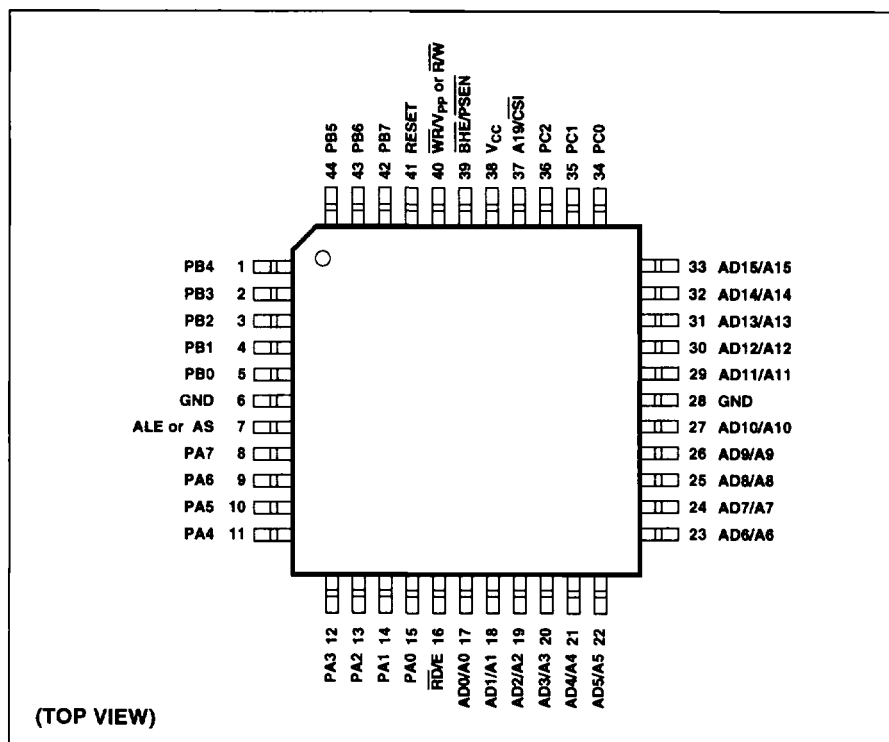 44 PB5
43 PB6
42 PB7
41 RESET
40 W̅R̅/VPP or R̅/̅W̅
39 B̅H̅E̅/P̅S̅E̅N̅
38 VCC
37 A19/C̅S̅I̅
36 PC2
35 PC1
34 PC0
PB4 1
PB3 2
PB2 3
PB1 4
PB0 5
GND 6
ALE or AS 7
PA7 8
PA6 9
PA5 10
PA4 11
33 AD15/A15
32 AD14/A14
31 AD13/A13
30 AD12/A12
29 AD11/A11
28 GND
27 AD10/A10
26 AD9/A9
25 AD8/A8
24 AD7/A7
23 AD6/A6
PA3 12
PA2 13
PA1 14
PA0 15
R̅D̅/E 16
AD0/A0 17
AD1/A1 18
AD2/A2 19
AD3/A3 20
AD4/A4 21
AD5/A5 22
(TOP VIEW)